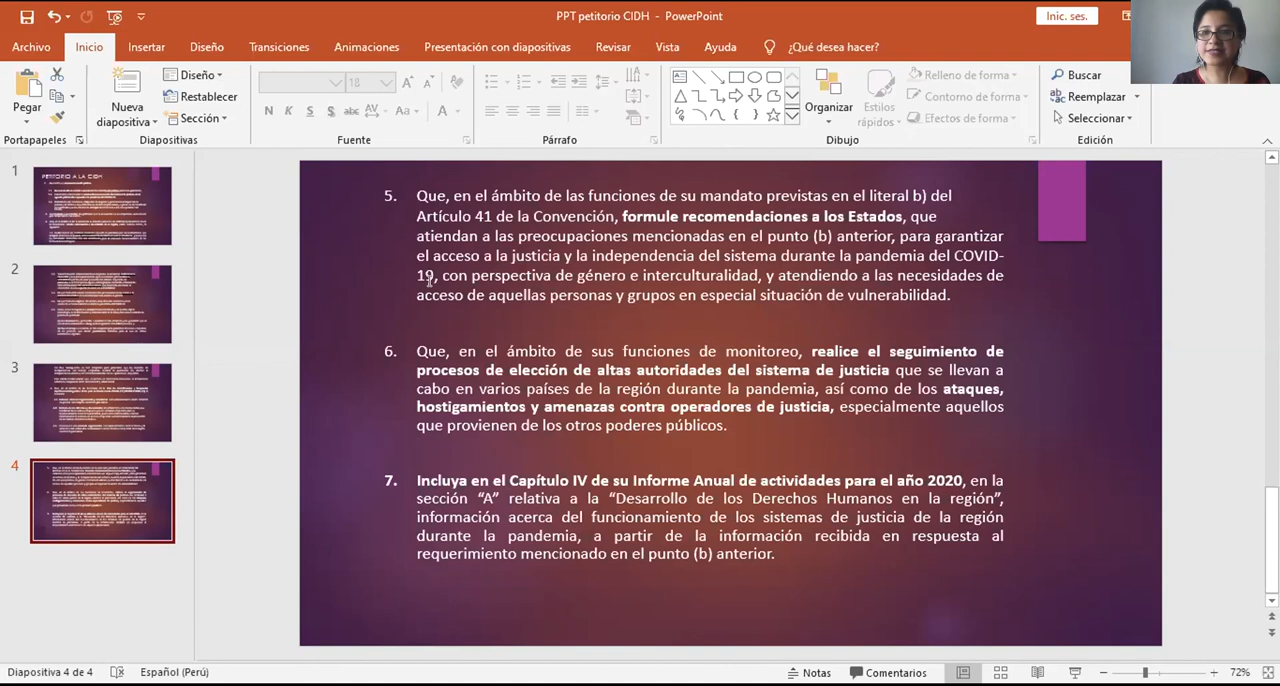 PPT petitorio CIDH - PowerPoint
Inic. ses.
Archivo Inicio Insertar Diseño Transiciones Animaciones Presentación con diapositivas Revisar Vista Ayuda ¿Qué desea hacer?
Pegar
Nueva diapositiva
Diseño
Restablecer
Sección
18
N K S S abc AV Aa A
Organizar
Estilos rápidos
Relleno de forma
Contorno de forma
Efectos de forma
Buscar
Reemplazar
Seleccionar
Portapapeles Diapositivas Fuente Párrafo Dibujo Edición
1
PETITORIO A LA CIDH
2
3
4
5. Que, en el ámbito de las funciones de su mandato previstas en el literal b) del
Artículo 41 de la Convención, formule recomendaciones a los Estados, que
atiendan a las preocupaciones mencionadas en el punto (b) anterior, para garantizar
el acceso a la justicia y la independencia del sistema durante la pandemia del COVID-
19, con perspectiva de género e interculturalidad, y atendiendo a las necesidades de
acceso de aquellas personas y grupos en especial situación de vulnerabilidad.
6. Que, en el ámbito de sus funciones de monitoreo, realice el seguimiento de
procesos de elección de altas autoridades del sistema de justicia que se llevan a
cabo en varios países de la región durante la pandemia, así como de los ataques,
hostigamientos y amenazas contra operadores de justicia, especialmente aquellos
que provienen de los otros poderes públicos.
7. Incluya en el Capítulo IV de su Informe Anual de actividades para el año 2020, en la
sección “A” relativa a la “Desarrollo de los Derechos Humanos en la región”,
información acerca del funcionamiento de los sistemas de justicia de la región
durante la pandemia, a partir de la información recibida en respuesta al
requerimiento mencionado en el punto (b) anterior.
Diapositiva 4 de 4 Español (Perú) Notas Comentarios 72%